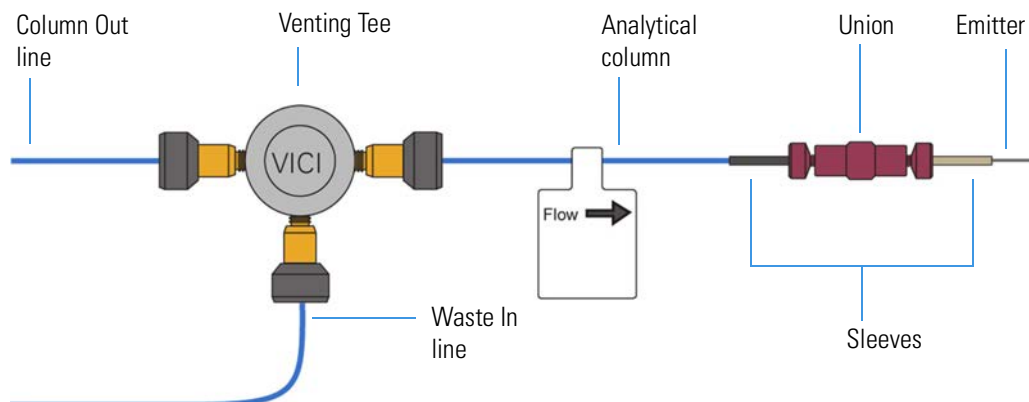 Column Out
line
Venting Tee
Analytical
column
Union
Emitter
VICI
Flow
Waste In
line
Sleeves